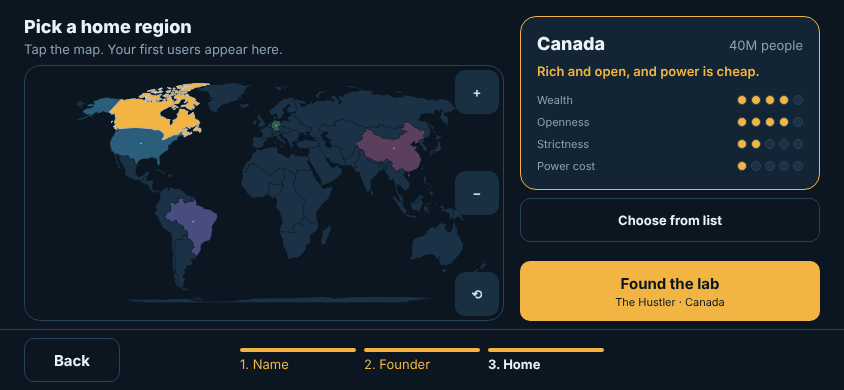 Pick a home region
Tap the map. Your first users appear here.
+
−
⟲
Canada
40M people
Rich and open, and power is cheap.
Wealth
Openness
Strictness
Power cost
Choose from list
Found the lab
The Hustler · Canada
Back
1. Name
2. Founder
3. Home